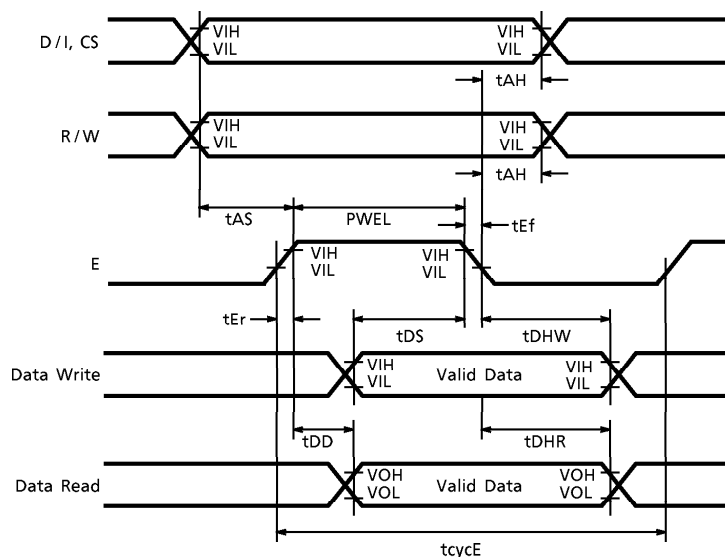 D/I, CS
VIH
VIL
VIH
VIL
tAH
R/W
VIH
VIL
VIH
VIL
tAH
tAS
PWEL
tEf
E
VIH
VIL
VIH
VIL
tEr
tDS
tDHW
Data Write
VIH
VIL
Valid Data
VIH
VIL
tDD
tDHR
Data Read
VOH
VOL
Valid Data
VOH
VOL
tcycE